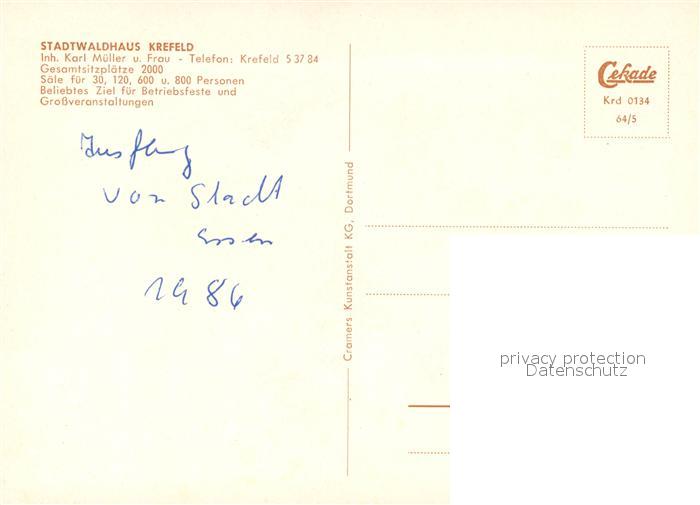 STADTWALDHAUS KREFELD
Inh. Karl Müller u. Frau - Telefon: Krefeld 5 37 84
Gesamtsitzplätze 2000
Säle für 30, 120, 600 u. 800 Personen
Beliebtes Ziel für Betriebsfeste und
Großveranstaltungen
Ausflug
von Stadt
Essen
1986
Cramers Kunstanstalt KG, Dortmund
Cekade
Krd 0134
64/5
privacy protection
Datenschutz